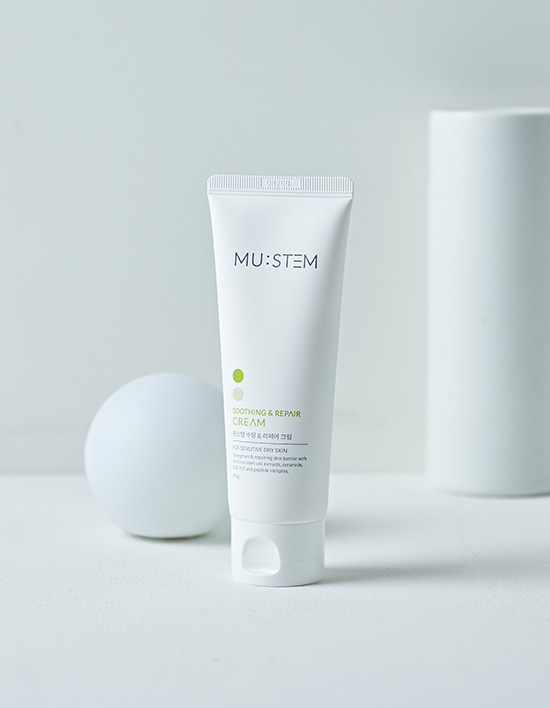 MU:STEM
SOOTHING & REPAIR
CREAM
뮤스템 수딩 & 리페어 크림
FOR SENSITIVE DRY SKIN
Strengthen & repairing skin barrier with
stem cell extracts, ceramide,
and peptide complex.